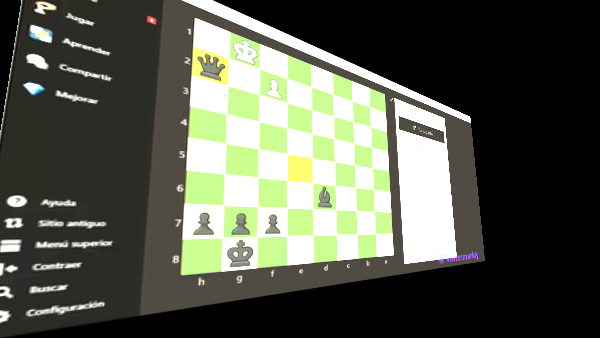 Jugar
Aprender
Compartir
Mejorar
Ayuda
Sitio antiguo
Menú superior
Contraer
Buscar
Configuración
1
2
3
4
5
6
7
8
h g f e d c b a